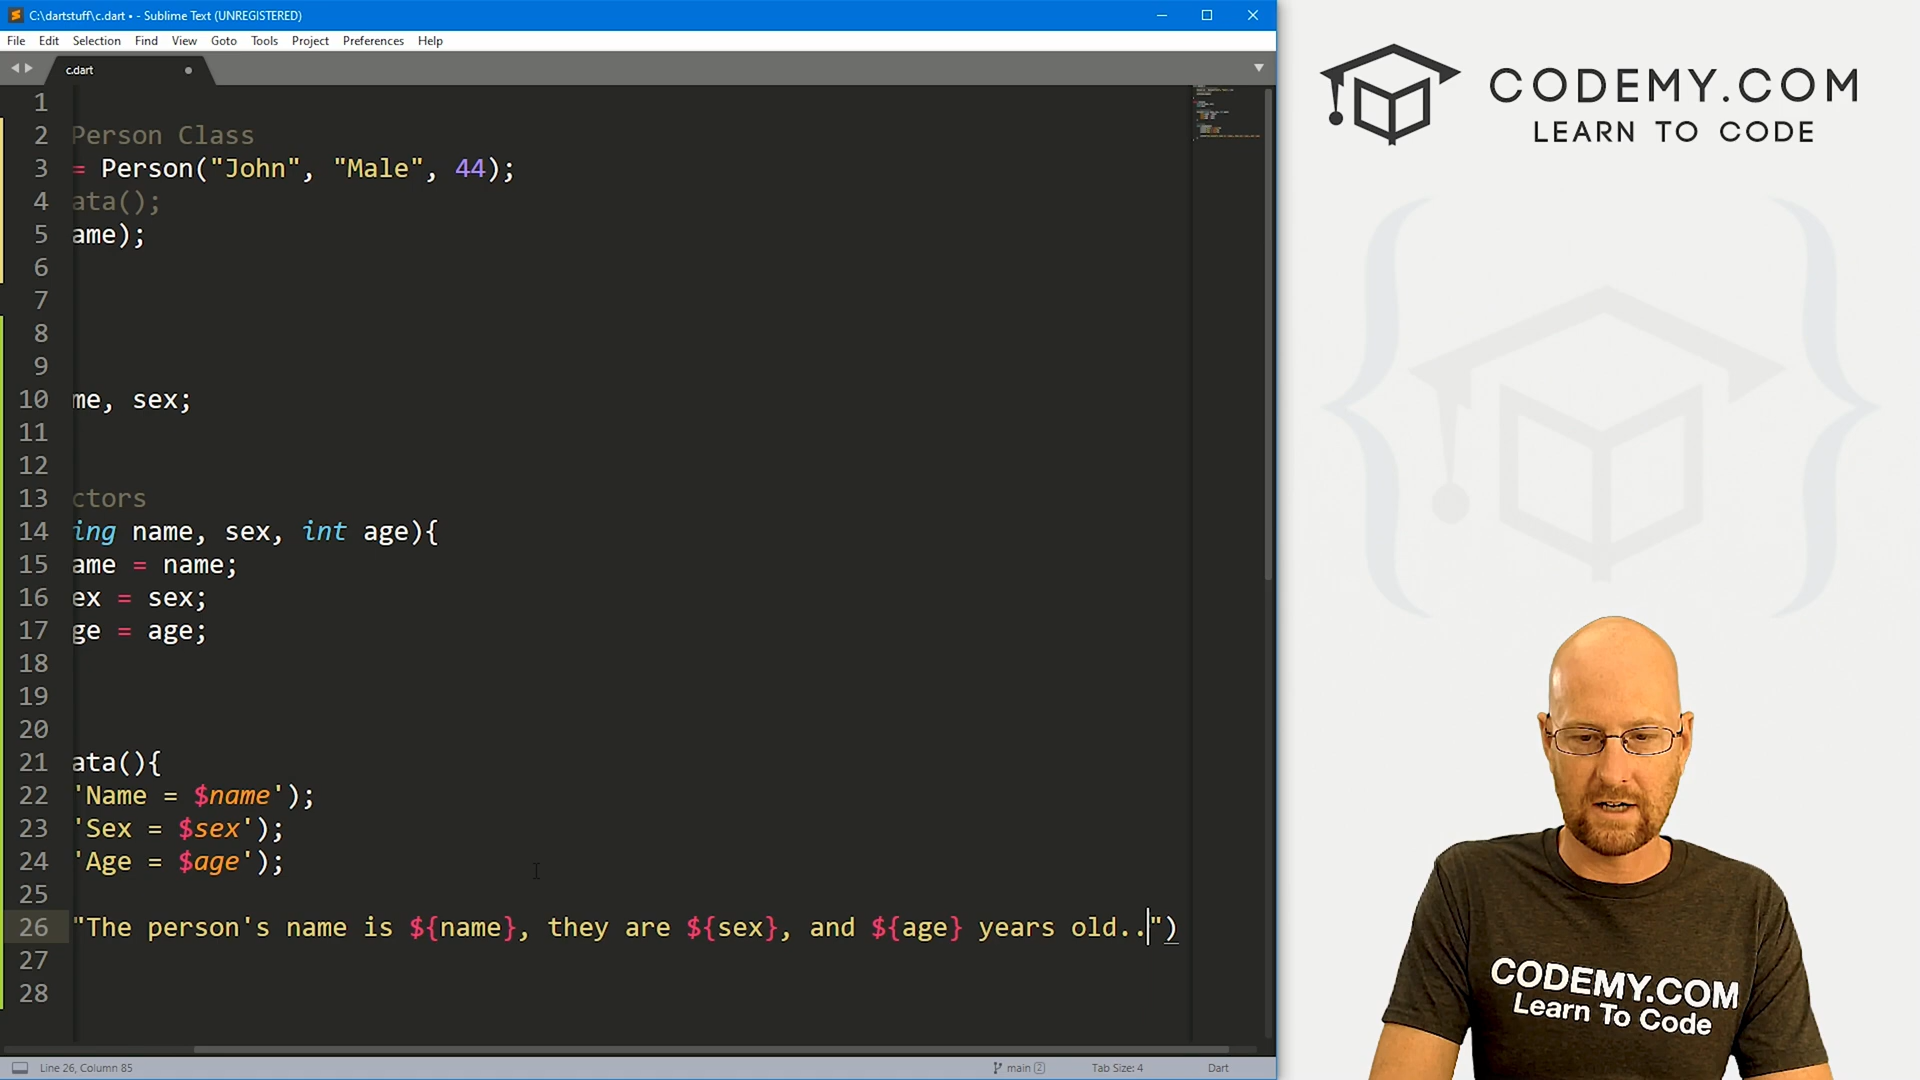 C:\dartstuff\c.dart • - Sublime Text (UNREGISTERED)
File Edit Selection Find View Goto Tools Project Preferences Help
c.dart
1
2 Person Class
3 = Person("John", "Male", 44);
4 ata();
5 ame);
6
7
8
9
10 me, sex;
11
12
13 ctors
14 ing name, sex, int age){
15 ame = name;
16 ex = sex;
17 ge = age;
18
19
20
21 ata(){
22 'Name = $name');
23 'Sex = $sex');
24 'Age = $age');
25
26 "The person's name is ${name}, they are ${sex}, and ${age} years old..")
27
28
Line 26, Column 85 main 2 Tab Size: 4 Dart
CODEMY.COM
LEARN TO CODE
CODEMY.COM
Learn To Code